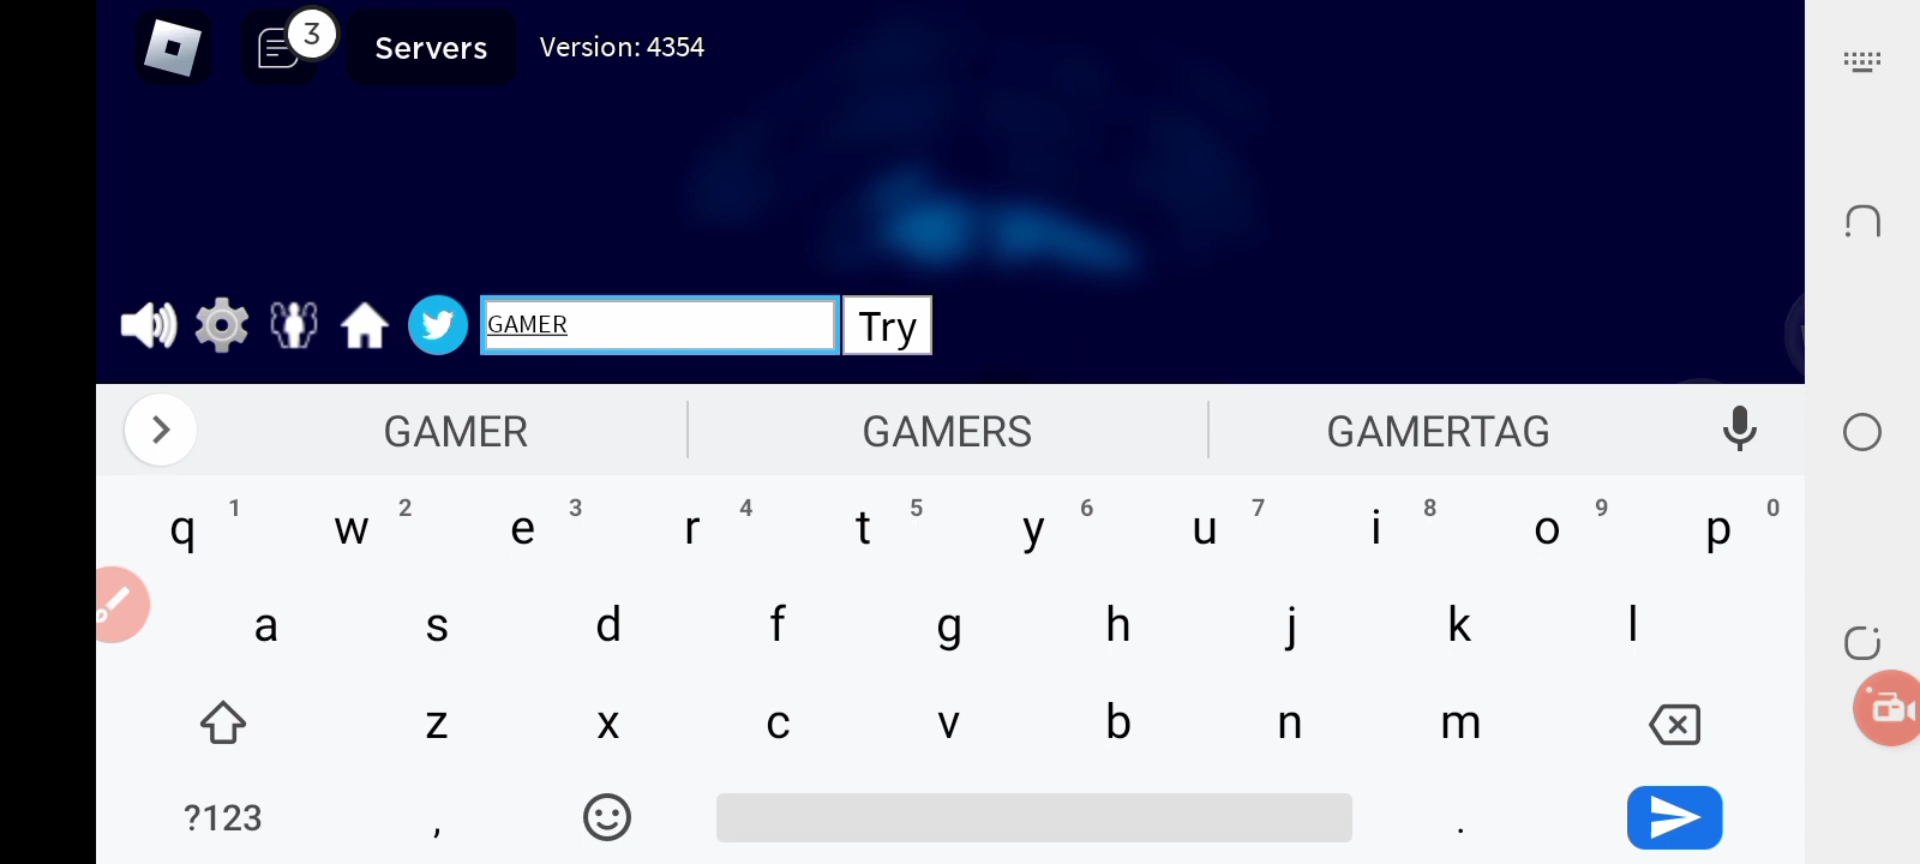 3
Servers
Version: 4354
GAMER
Try
GAMER
GAMERS
GAMERTAG
q 1 w 2 e 3 r 4 t 5 y 6 u 7 i 8 o 9 p 0
a s d f g h j k l
z x c v b n m
?123 , .